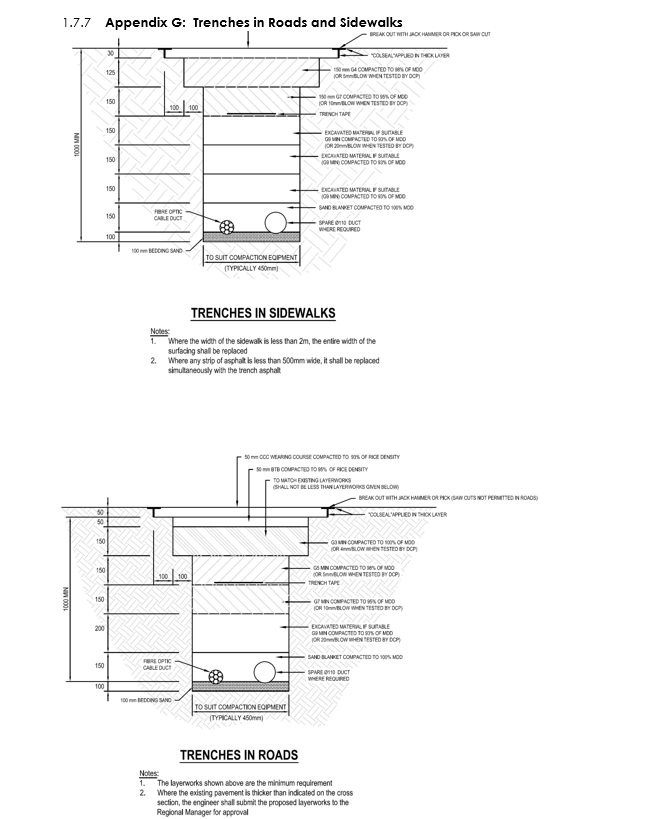 1.7.7 Appendix G: Trenches in Roads and Sidewalks
BREAK OUT WITH JACK HAMMER OR PICK OR SAW CUT
"COLSEAL"APPLIED IN THICK LAYER
30
125
150 mm G4 COMPACTED TO 98% OF MDD
(OR 5mm/BLOW WHEN TESTED BY DCP)
150
100
100
150 mm G7 COMPACTED TO 95% OF MDD
(OR 10mm/BLOW WHEN TESTED BY DCP)
TRENCH TAPE
1000 MIN
150
EXCAVATED MATERIAL IF SUITABLE
G9 MIN COMPACTED TO 93% OF MDD
(OR 20mm/BLOW WHEN TESTED BY DCP)
150
EXCAVATED MATERIAL IF SUITABLE
(G9 MIN) COMPACTED TO 93% OF MDD
150
EXCAVATED MATERIAL IF SUITABLE
(G9 MIN) COMPACTED TO 93% OF MDD
150
SAND BLANKET COMPACTED TO 100% MOD
FIBRE OPTIC
CABLE DUCT
SPARE Ø110 DUCT
WHERE REQUIRED
100
100 mm BEDDING SAND
TO SUIT COMPACTION EQIPMENT
(TYPICALLY 450mm)
TRENCHES IN SIDEWALKS
Notes:
1. Where the width of the sidewalk is less than 2m, the entire width of the
surfacing shall be replaced
2. Where any strip of asphalt is less than 500mm wide, it shall be replaced
simultaneously with the trench asphalt
50 mm CCC WEARING COURSE COMPACTED TO 93% OF RICE DENSITY
50 mm BTB COMPACTED TO 95% OF RICE DENSITY
TO MATCH EXISTING LAYERWORKS
(SHALL NOT BE LESS THAN LAYERWORKS GIVEN BELOW)
BREAK OUT WITH JACK HAMMER OR PICK (SAW CUTS NOT PERMITTED IN ROADS)
"COLSEAL"APPLIED IN THICK LAYER
50
50
150
G3 MIN COMPACTED TO 100% OF MDD
(OR 4mm/BLOW WHEN TESTED BY DCP)
150
100
100
G5 MIN COMPACTED TO 96% OF MDD
(OR 5mm/BLOW WHEN TESTED BY DCP)
TRENCH TAPE
1000 MIN
150
G7 MIN COMPACTED TO 95% OF MDD
(OR 10mm/BLOW WHEN TESTED BY DCP)
200
EXCAVATED MATERIAL IF SUITABLE
G9 MIN COMPACTED TO 93% OF MDD
(OR 20mm/BLOW WHEN TESTED BY DCP)
150
SAND BLANKET COMPACTED TO 100% MOD
FIBRE OPTIC
CABLE DUCT
SPARE Ø110 DUCT
WHERE REQUIRED
100
100 mm BEDDING SAND
TO SUIT COMPACTION EQIPMENT
(TYPICALLY 450mm)
TRENCHES IN ROADS
Notes:
1. The layerworks shown above are the minimum requirement
2. Where the existing pavement is thicker than indicated on the cross
section, the engineer shall submit the proposed layerworks to the
Regional Manager for approval